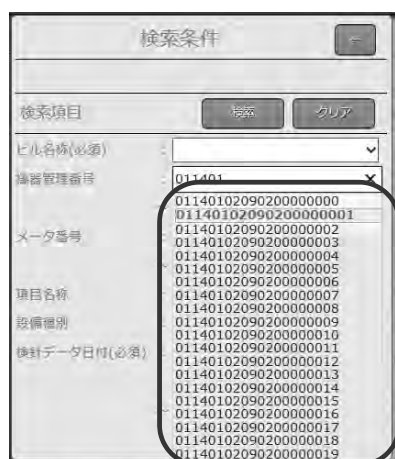 検索条件
←
検索項目
検索
クリア
ビル名称(必須) :
機器管理番号 : 011401 x
01140102090200000000
01140102090200000001
01140102090200000002
メータ番号 : 01140102090200000003
01140102090200000004
~ 01140102090200000005
01140102090200000006
項目名称 : 01140102090200000007
01140102090200000008
設備種別 : 01140102090200000009
01140102090200000010
検針データ日付(必須) : 01140102090200000011
01140102090200000012
01140102090200000013
01140102090200000014
01140102090200000015
~ 01140102090200000016
01140102090200000017
01140102090200000018
01140102090200000019